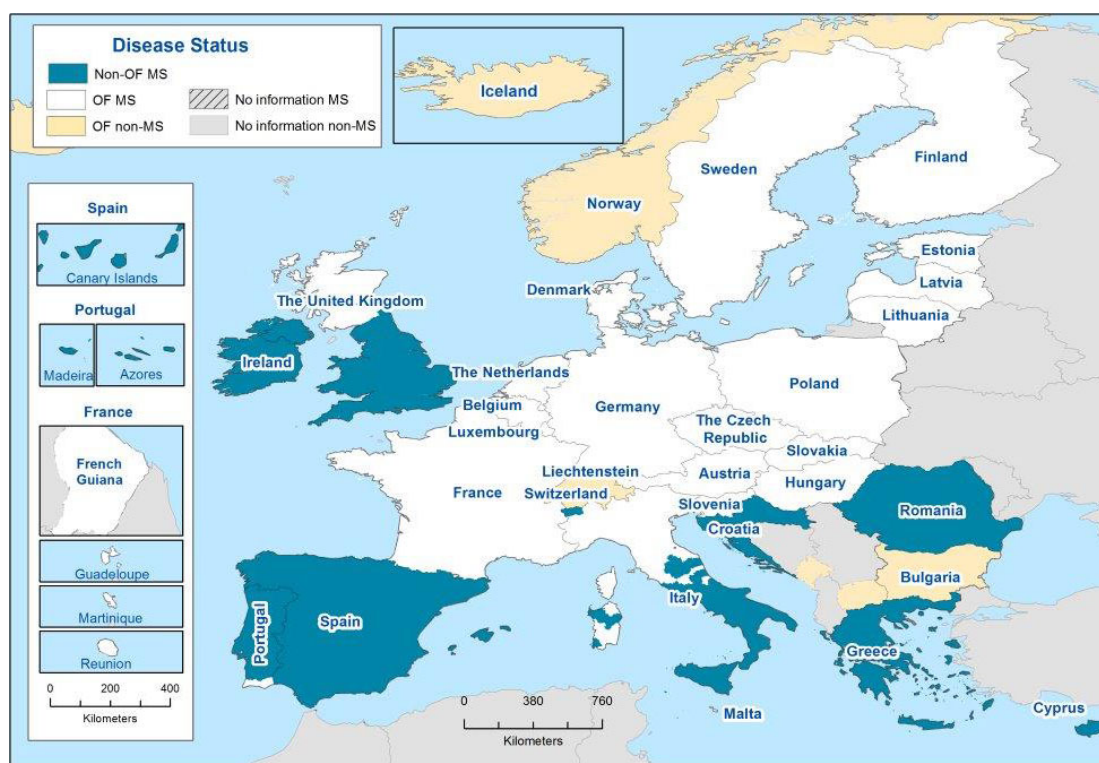 Disease Status
Non-OF MS
OF MS
No information MS
OF non-MS
No information non-MS
Iceland
Finland
Sweden
Norway
Spain
Canary Islands
Portugal
Madeira
Azores
France
French
Guiana
Guadeloupe
Martinique
Reunion
0 200 400
Kilometers
Estonia
Latvia
Lithuania
Denmark
The United Kingdom
Ireland
The Netherlands
Poland
Belgium
Germany
The Czech
Republic
Luxembourg
Slovakia
Liechtenstein
Austria
France
Switzerland
Hungary
Slovenia
Romania
Croatia
Bulgaria
Italy
Portugal
Spain
Greece
Malta
Cyprus
0 380 760
Kilometers